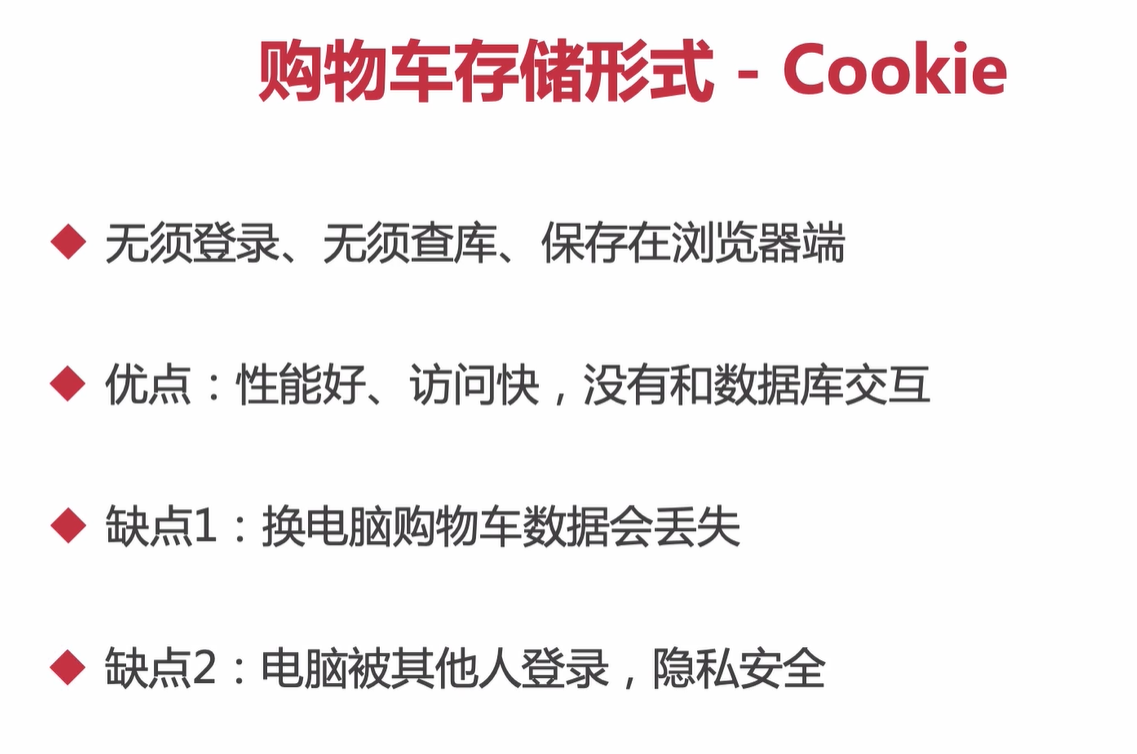 购物车存储形式 - Cookie
无须登录、无须查库、保存在浏览器端
优点：性能好、访问快，没有和数据库交互
缺点1：换电脑购物车数据会丢失
缺点2：电脑被其他人登录，隐私安全